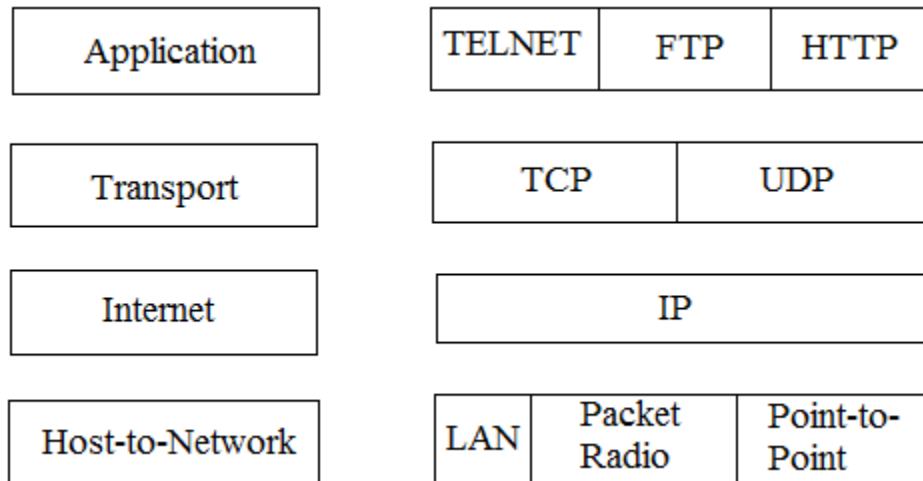 Application
TELNET FTP HTTP
Transport
TCP UDP
Internet
IP
Host-to-Network
LAN
Packet
Radio
Point-to-
Point